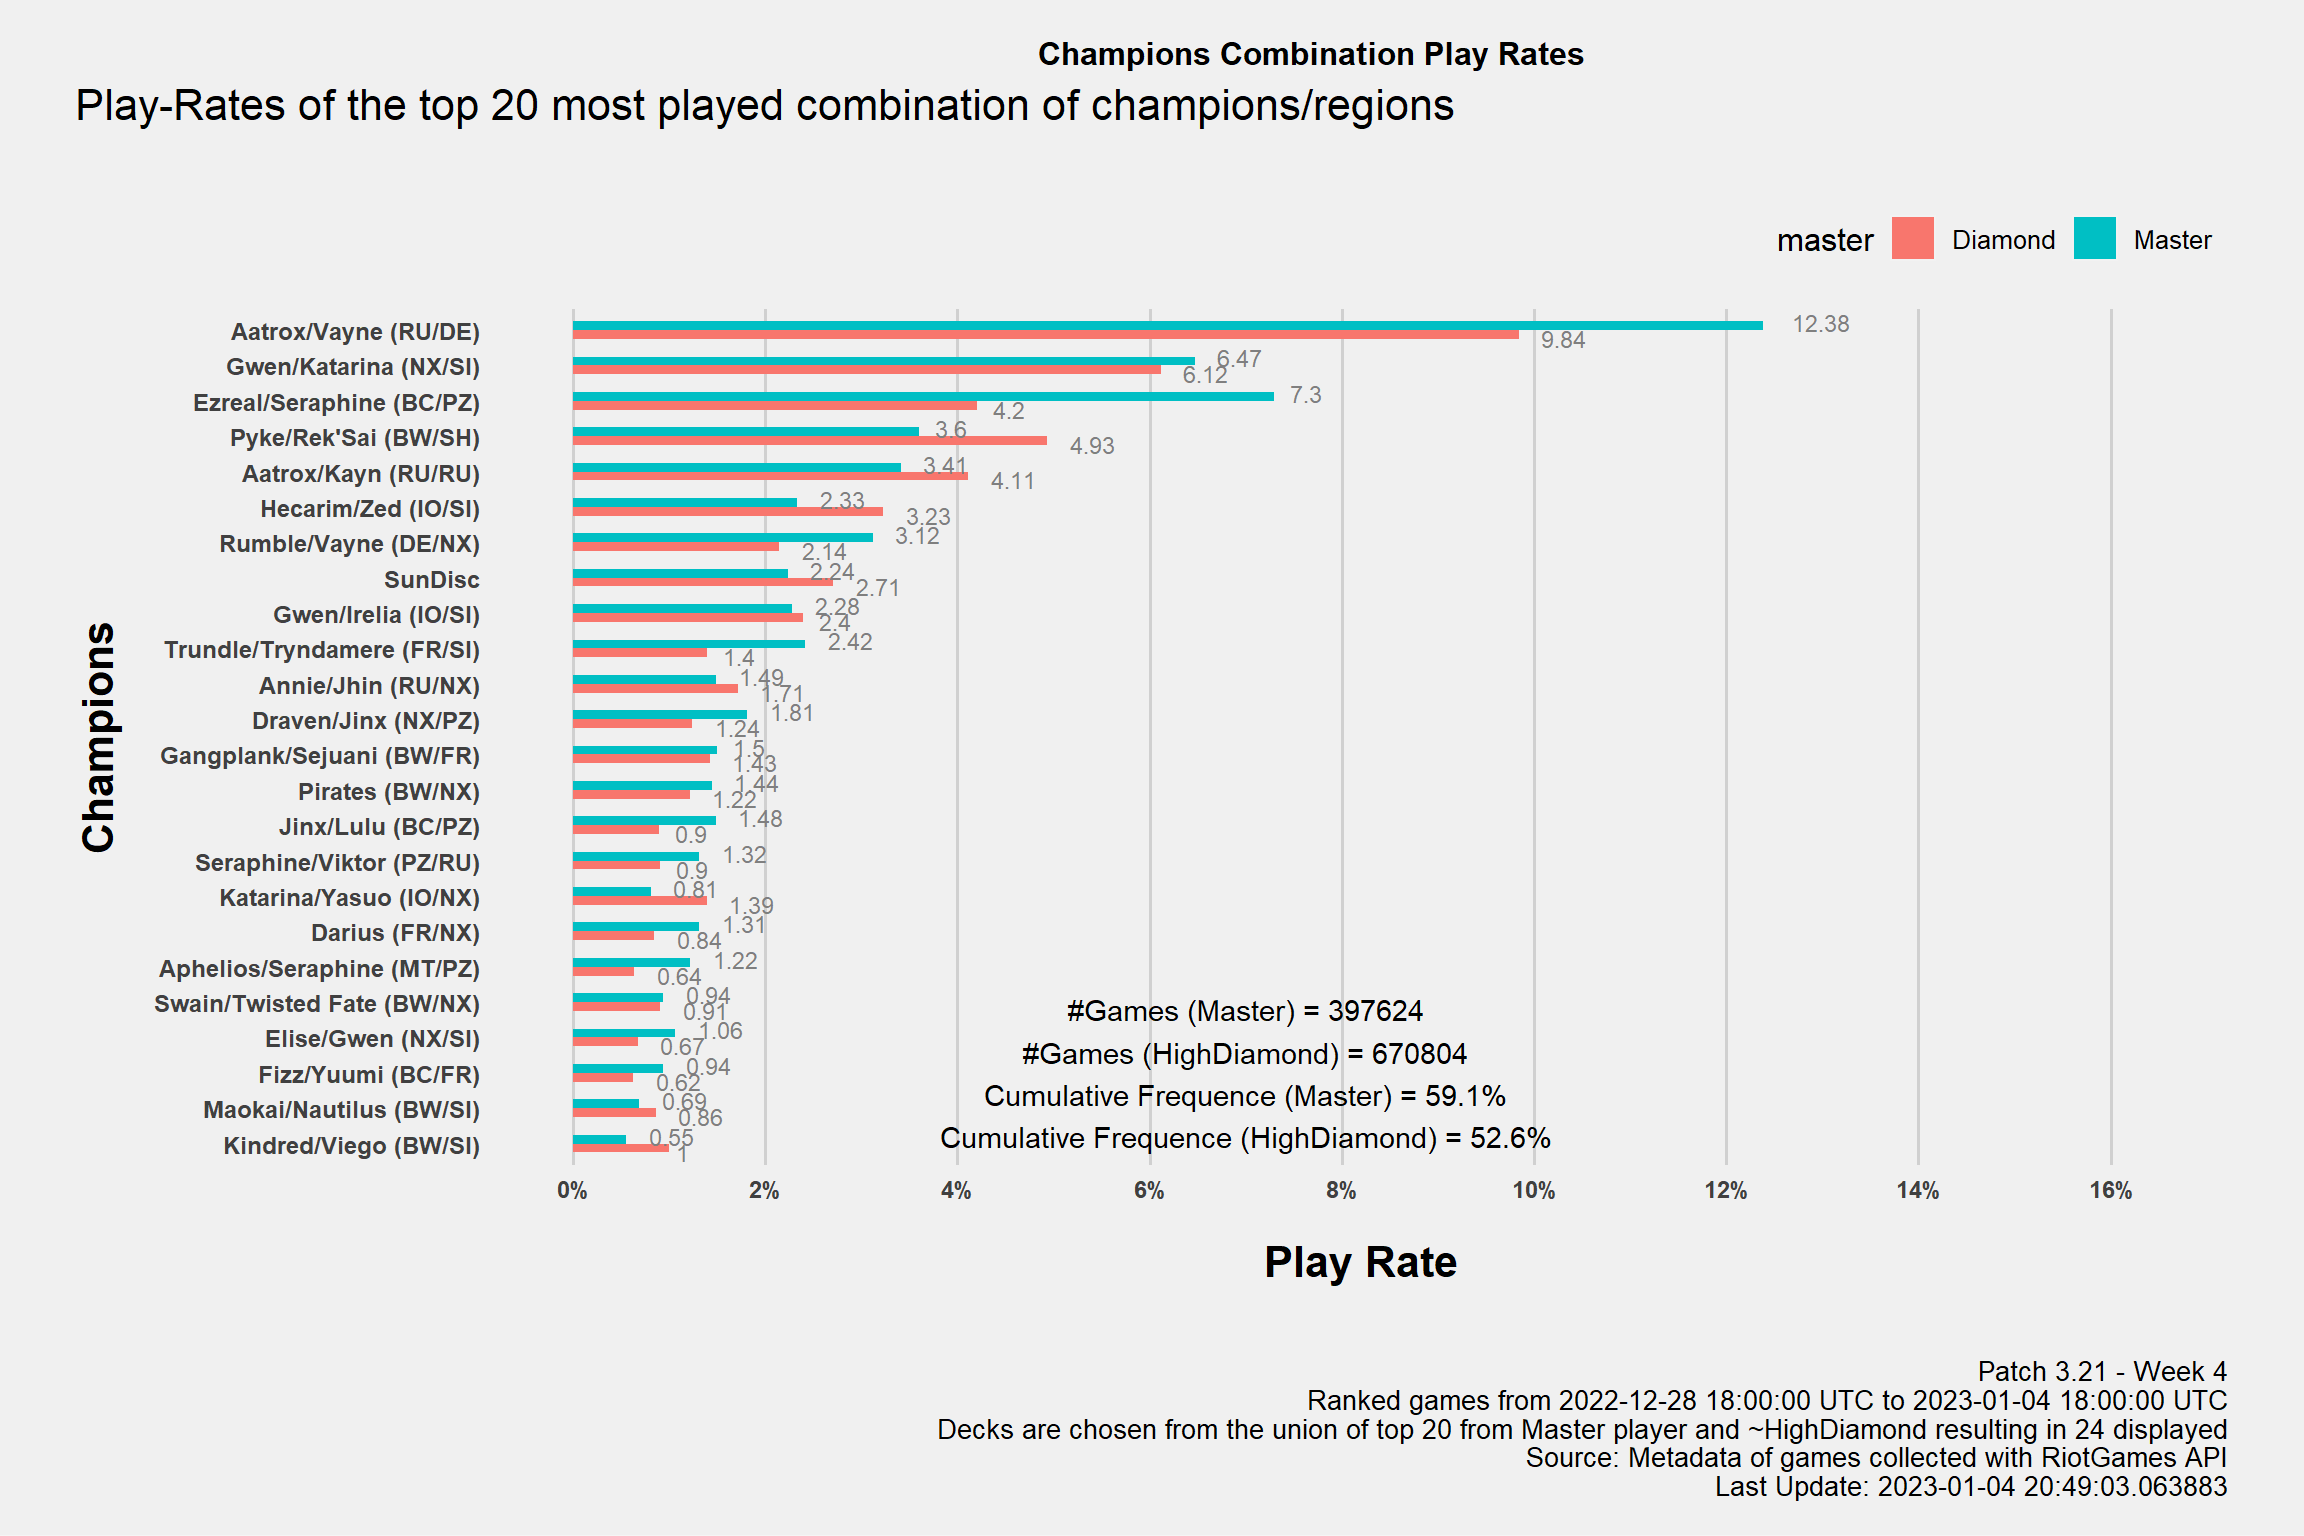 Champions Combination Play Rates
Play-Rates of the top 20 most played combination of champions/regions
master Diamond Master
Aatrox/Vayne (RU/DE) 12.38 9.84
Gwen/Katarina (NX/SI) 6.47 6.12
Ezreal/Seraphine (BC/PZ) 7.3 4.2
Pyke/Rek'Sai (BW/SH) 3.6 4.93
Aatrox/Kayn (RU/RU) 3.41 4.11
Hecarim/Zed (IO/SI) 2.33 3.23
Rumble/Vayne (DE/NX) 3.12 2.14
SunDisc 2.24 2.71
Gwen/Irelia (IO/SI) 2.28 2.4
Trundle/Tryndamere (FR/SI) 2.42 1.4
Annie/Jhin (RU/NX) 1.49 1.71
Draven/Jinx (NX/PZ) 1.81 1.24
Gangplank/Sejuani (BW/FR) 1.5 1.43
Pirates (BW/NX) 1.44 1.22
Jinx/Lulu (BC/PZ) 1.48 0.9
Seraphine/Viktor (PZ/RU) 1.32 0.9
Katarina/Yasuo (IO/NX) 0.81 1.39
Darius (FR/NX) 1.31 0.84
Aphelios/Seraphine (MT/PZ) 1.22 0.64
Swain/Twisted Fate (BW/NX) 0.94 0.91
Elise/Gwen (NX/SI) 1.06 0.67
Fizz/Yuumi (BC/FR) 0.94 0.62
Maokai/Nautilus (BW/SI) 0.69 0.86
Kindred/Viego (BW/SI) 0.55 1
Champions
#Games (Master) = 397624
#Games (HighDiamond) = 670804
Cumulative Frequence (Master) = 59.1%
Cumulative Frequence (HighDiamond) = 52.6%
0% 2% 4% 6% 8% 10% 12% 14% 16%
Play Rate
Patch 3.21 - Week 4
Ranked games from 2022-12-28 18:00:00 UTC to 2023-01-04 18:00:00 UTC
Decks are chosen from the union of top 20 from Master player and ~HighDiamond resulting in 24 displayed
Source: Metadata of games collected with RiotGames API
Last Update: 2023-01-04 20:49:03.063883